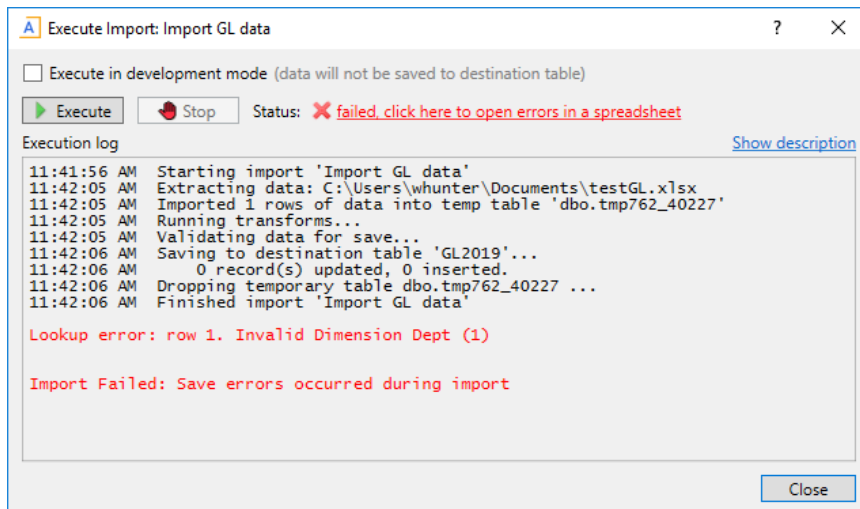 A Execute Import: Import GL data ? X
Execute in development mode (data will not be saved to destination table)
Execute Stop Status: failed, click here to open errors in a spreadsheet
Execution log Show description
11:41:56 AM Starting import 'Import GL data'
11:42:05 AM Extracting data: C:\Users\whunter\Documents\testGL.xlsx
11:42:05 AM Imported 1 rows of data into temp table 'dbo.tmp762_40227'
11:42:05 AM Running transforms...
11:42:05 AM Validating data for save...
11:42:06 AM Saving to destination table 'GL2019'...
11:42:06 AM 0 record(s) updated, 0 inserted.
11:42:06 AM Dropping temporary table dbo.tmp762_40227 ...
11:42:06 AM Finished import 'Import GL data'
Lookup error: row 1. Invalid Dimension Dept (1)
Import Failed: Save errors occurred during import
Close